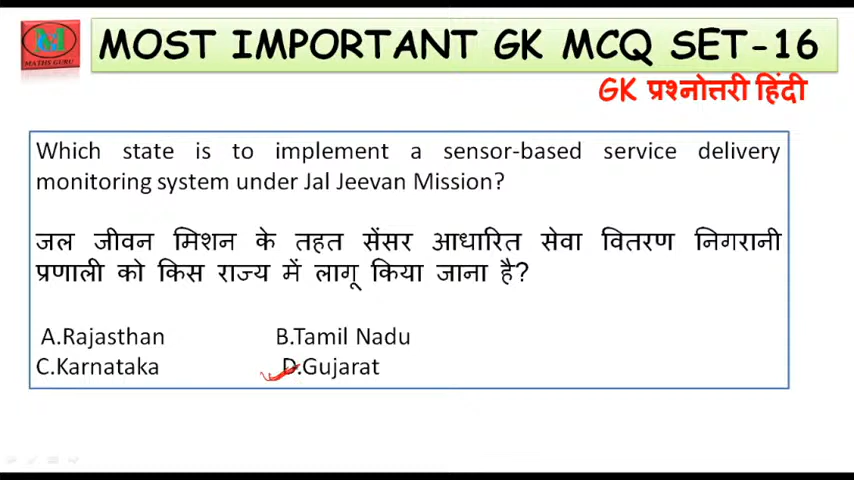 MATHS GURU
MOST IMPORTANT GK MCQ SET-16
GK प्रश्नोत्तरी हिंदी
Which state is to implement a sensor-based service delivery
monitoring system under Jal Jeevan Mission?
जल जीवन मिशन के तहत सेंसर आधारित सेवा वितरण निगरानी
प्रणाली को किस राज्य में लागू किया जाना है?
A.Rajasthan B.Tamil Nadu
C.Karnataka D.Gujarat